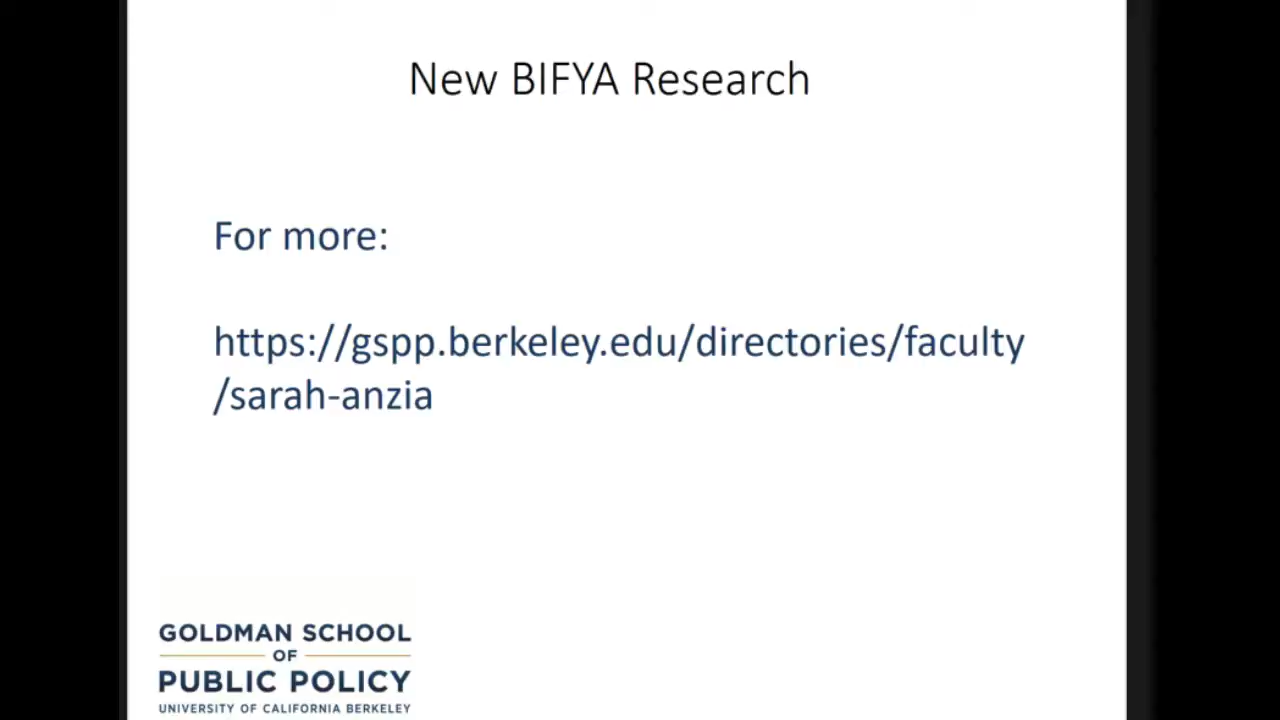 New BIFYA Research
For more:
https://gspp.berkeley.edu/directories/faculty
/sarah-anzia
GOLDMAN SCHOOL
OF
PUBLIC POLICY
UNIVERSITY OF CALIFORNIA BERKELEY